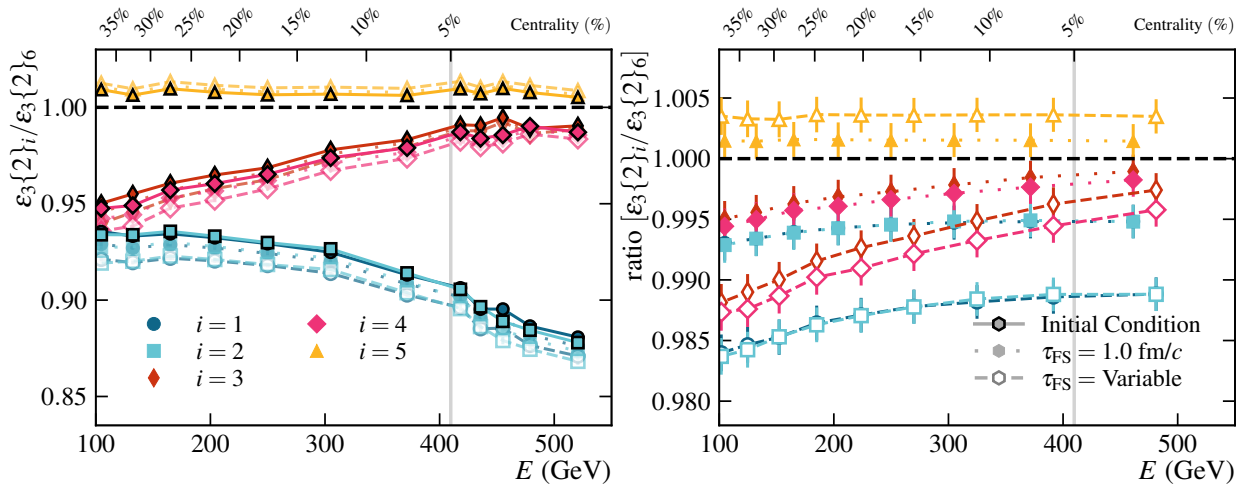 35% 30% 25% 20% 15% 10% 5% Centrality (%)
ε₃{2}ᵢ/ε₃{2}₆
1.00
0.95
0.90
0.85
i = 1
i = 2
i = 3
i = 4
i = 5
100 200 300 400 500
E (GeV)
35% 30% 25% 20% 15% 10% 5% Centrality (%)
ratio [ε₃{2}ᵢ/ε₃{2}₆]
1.005
1.000
0.995
0.990
0.985
0.980
Initial Condition
τ_FS = 1.0 fm/c
τ_FS = Variable
100 200 300 400 500
E (GeV)